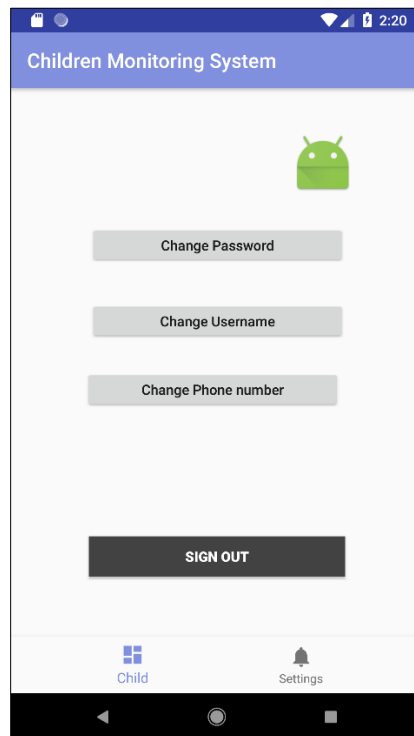 2:20
Children Monitoring System
Change Password
Change Username
Change Phone number
SIGN OUT
Child
Settings